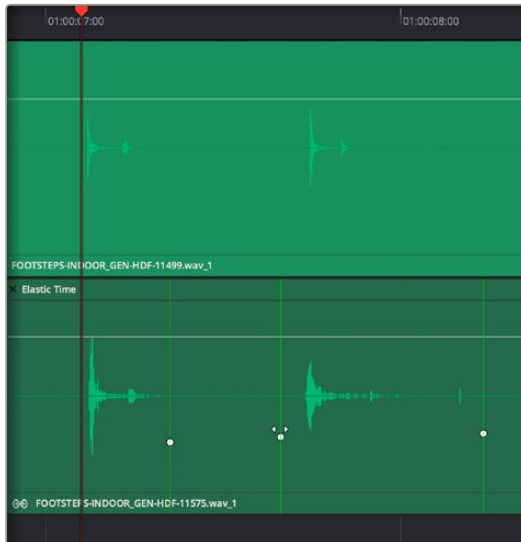 01:00:07:00
01:00:08:00
FOOTSTEPS-INDOOR_GEN-HDF-11499.wav_1
× Elastic Time
FOOTSTEPS-INDOOR_GEN-HDF-11575.wav_1